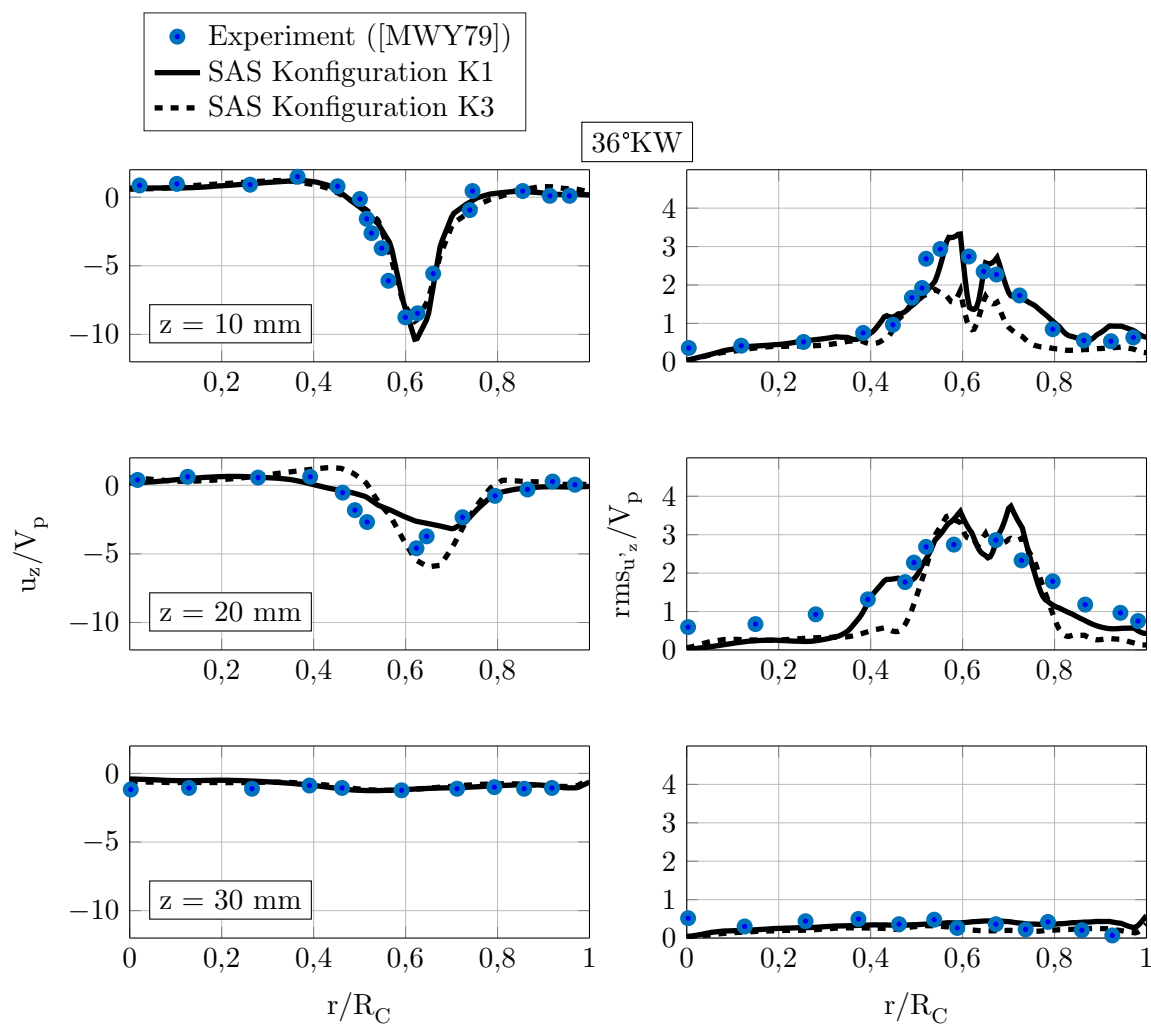 Experiment ([MWY79])
SAS Konfiguration K1
SAS Konfiguration K3
36°KW
0
−5
−10
z = 10 mm
0,2 0,4 0,6 0,8
4
3
2
1
0
0,2 0,4 0,6 0,8
u_z/V_p
0
−5
−10
z = 20 mm
0,2 0,4 0,6 0,8
rms_u'_z/V_p
4
3
2
1
0
0,2 0,4 0,6 0,8
0
−5
−10
z = 30 mm
0 0,2 0,4 0,6 0,8 1
r/R_C
4
3
2
1
0
0 0,2 0,4 0,6 0,8 1
r/R_C